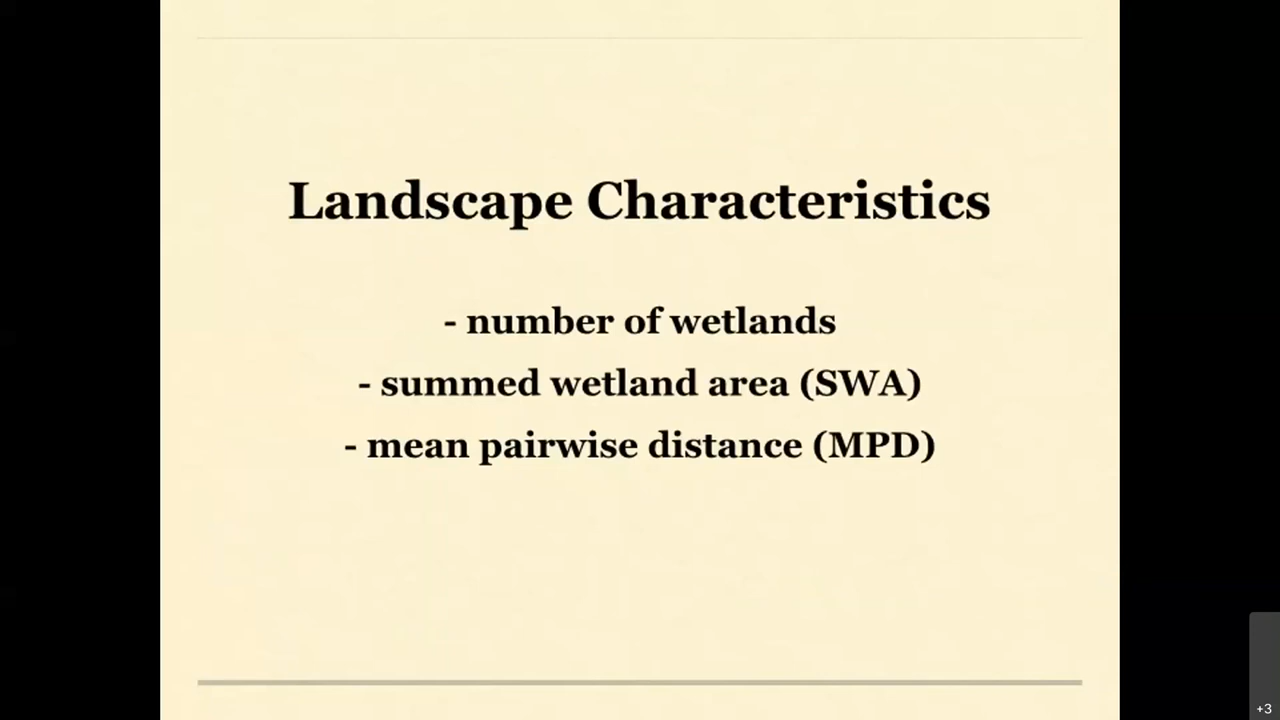 Landscape Characteristics
- number of wetlands
- summed wetland area (SWA)
- mean pairwise distance (MPD)
+3